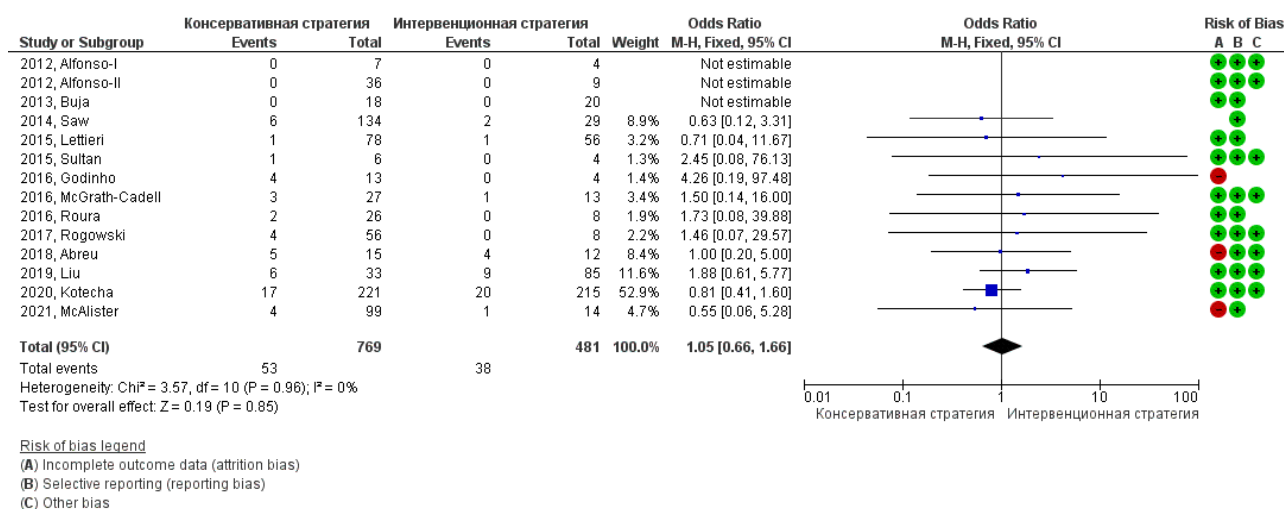 Консервативная стратегия Интервенционная стратегия Odds Ratio Odds Ratio Risk of Bias
Study or Subgroup Events Total Events Total Weight M-H, Fixed, 95% CI M-H, Fixed, 95% CI A B C
2012, Alfonso-I 0 7 0 4 Not estimable
2012, Alfonso-II 0 36 0 9 Not estimable
2013, Buja 0 18 0 20 Not estimable
2014, Saw 6 134 2 29 8.9% 0.63 [0.12, 3.31]
2015, Lettieri 1 78 1 56 3.2% 0.71 [0.04, 11.67]
2015, Sultan 1 6 0 4 1.3% 2.45 [0.08, 76.13]
2016, Godinho 4 13 0 4 1.4% 4.26 [0.19, 97.48]
2016, McGrath-Cadell 3 27 1 13 3.4% 1.50 [0.14, 16.00]
2016, Roura 2 26 0 8 1.9% 1.73 [0.08, 39.88]
2017, Rogowski 4 56 0 8 2.2% 1.46 [0.07, 29.57]
2018, Abreu 5 15 4 12 8.4% 1.00 [0.20, 5.00]
2019, Liu 6 33 9 85 11.6% 1.88 [0.61, 5.77]
2020, Kotecha 17 221 20 215 52.9% 0.81 [0.41, 1.60]
2021, McAlister 4 99 1 14 4.7% 0.55 [0.06, 5.28]
Total (95% CI) 769 481 100.0% 1.05 [0.66, 1.66]
Total events 53 38
Heterogeneity: Chi² = 3.57, df = 10 (P = 0.96); I² = 0%
Test for overall effect: Z = 0.19 (P = 0.85)
0.01 0.1 1 10 100
Консервативная стратегия Интервенционная стратегия
Risk of bias legend
(A) Incomplete outcome data (attrition bias)
(B) Selective reporting (reporting bias)
(C) Other bias